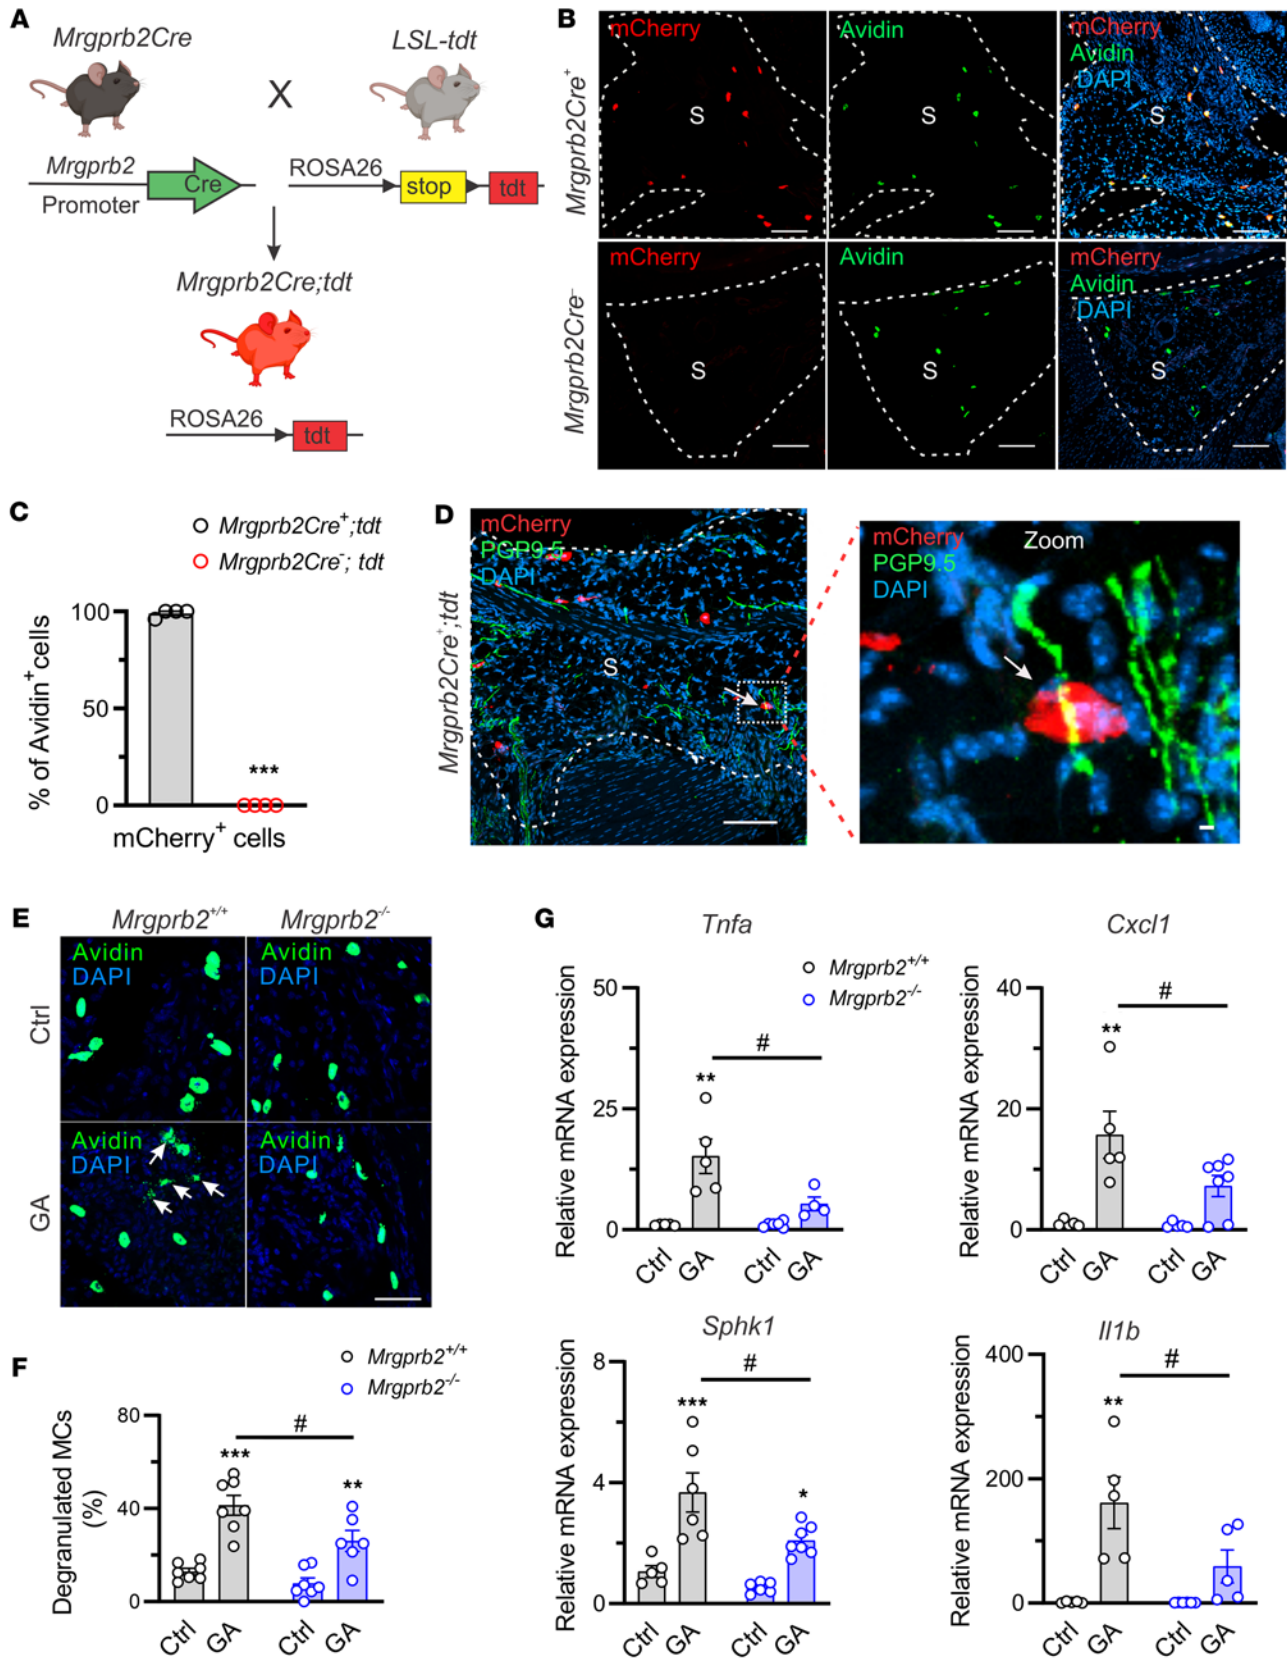 A
Mrgprb2Cre
LSL-tdt
X
Mrgprb2
Cre
Promoter
ROSA26
stop
tdt
Mrgprb2Cre;tdt
ROSA26
tdt
B
Mrgprb2Cre+
mCherry
S
Avidin
S
mCherry
Avidin
DAPI
S
Mrgprb2Cre-
mCherry
S
Avidin
S
mCherry
Avidin
DAPI
S
C
Mrgprb2Cre+;tdt
Mrgprb2Cre-; tdt
% of Avidin+cells
100
50
0
***
mCherry+ cells
D
Mrgprb2Cre+;tdt
mCherry
PGP9.5
DAPI
S
mCherry
PGP9.5
DAPI
Zoom
E
Mrgprb2+/+
Mrgprb2-/-
Ctrl
Avidin
DAPI
Avidin
DAPI
GA
Avidin
DAPI
Avidin
DAPI
F
Mrgprb2+/+
Mrgprb2-/-
Degranulated MCs
(%)
80
40
0
***
#
**
Ctrl
GA
Ctrl
GA
G
Tnfa
Mrgprb2+/+
Mrgprb2-/-
Relative mRNA expression
50
25
0
**
#
Ctrl
GA
Ctrl
GA
Cxcl1
Relative mRNA expression
40
20
0
**
#
Ctrl
GA
Ctrl
GA
Sphk1
Relative mRNA expression
8
4
0
***
#
*
Ctrl
GA
Ctrl
GA
Il1b
Relative mRNA expression
400
200
0
**
#
Ctrl
GA
Ctrl
GA